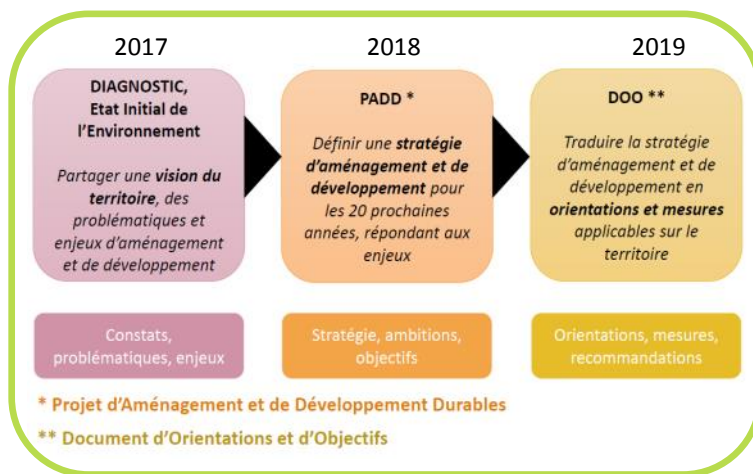 2017
2018
2019
DIAGNOSTIC,
Etat Initial de
l'Environnement
Partager une vision du
territoire, des
problématiques et
enjeux d'aménagement
et de développement
PADD *
Définir une stratégie
d'aménagement et de
développement pour
les 20 prochaines
années, répondant aux
enjeux
DOO **
Traduire la stratégie
d'aménagement et de
développement en
orientations et mesures
applicables sur le
territoire
Constats,
problématiques, enjeux
Stratégie, ambitions,
objectifs
Orientations, mesures,
recommandations
* Projet d'Aménagement et de Développement Durables
** Document d'Orientations et d'Objectifs